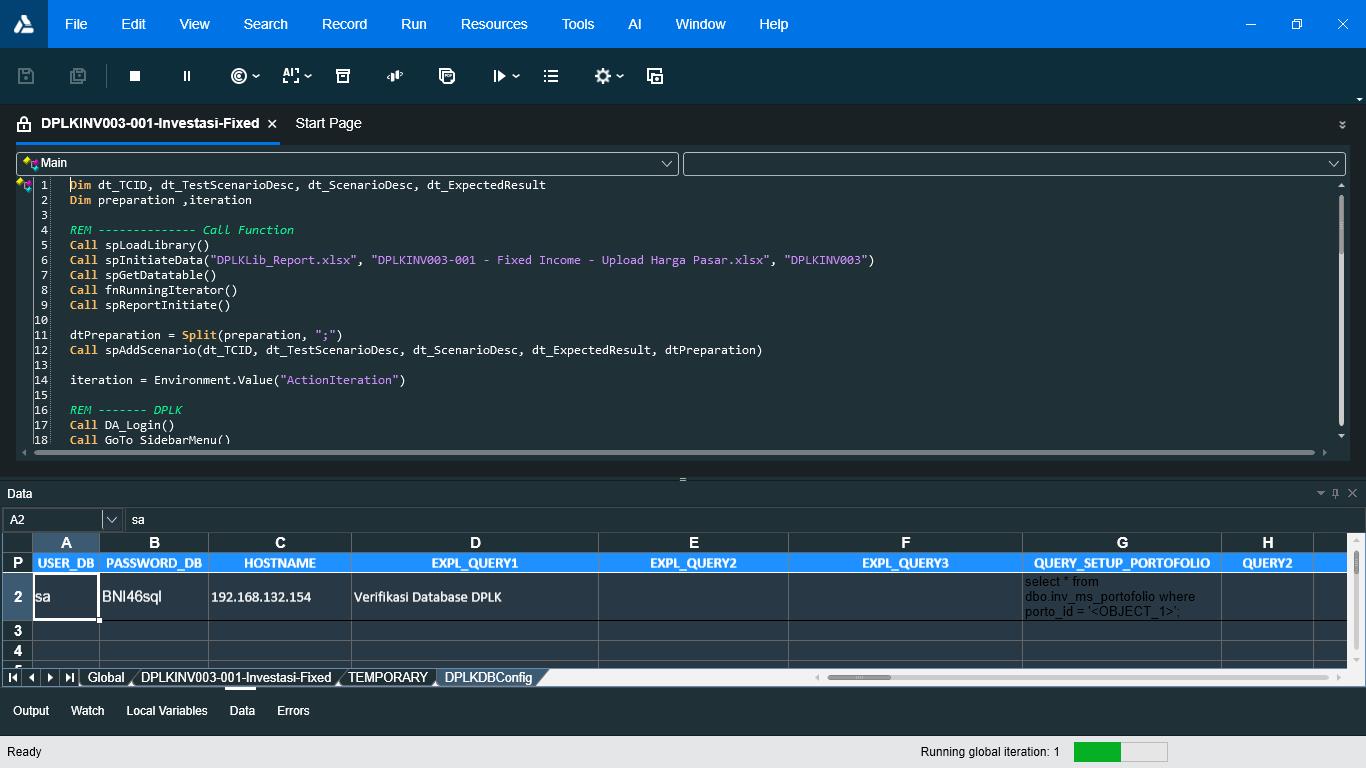 File Edit View Search Record Run Resources Tools AI Window Help
DPLKINV003-001-Investasi-Fixed × Start Page
Main
1 Dim dt_TCID, dt_TestScenarioDesc, dt_ScenarioDesc, dt_ExpectedResult
2 Dim preparation ,iteration
3
4 REM -------------- Call Function
5 Call spLoadLibrary()
6 Call spInitiateData("DPLKLib_Report.xlsx", "DPLKINV003-001 - Fixed Income - Upload Harga Pasar.xlsx", "DPLKINV003")
7 Call spGetDatatable()
8 Call fnRunningIterator()
9 Call spReportInitiate()
10
11 dtPreparation = Split(preparation, ";")
12 Call spAddScenario(dt_TCID, dt_TestScenarioDesc, dt_ScenarioDesc, dt_ExpectedResult, dtPreparation)
13
14 iteration = Environment.Value("ActionIteration")
15
16 REM ------- DPLK
17 Call DA_Login()
18 Call GoTo_SidebarMenu()
Data
A2 sa
A B C D E F G H
P USER_DB PASSWORD_DB HOSTNAME EXPL_QUERY1 EXPL_QUERY2 EXPL_QUERY3 QUERY_SETUP_PORTOFOLIO QUERY2
2 sa BNI46sql 192.168.132.154 Verifikasi Database DPLK select * from
dbo.inv_ms_portofolio where
porto_id = '<OBJECT_1>';
3
4
5
Global DPLKINV003-001-Investasi-Fixed TEMPORARY DPLKDBConfig
Output Watch Local Variables Data Errors
Ready Running global iteration: 1